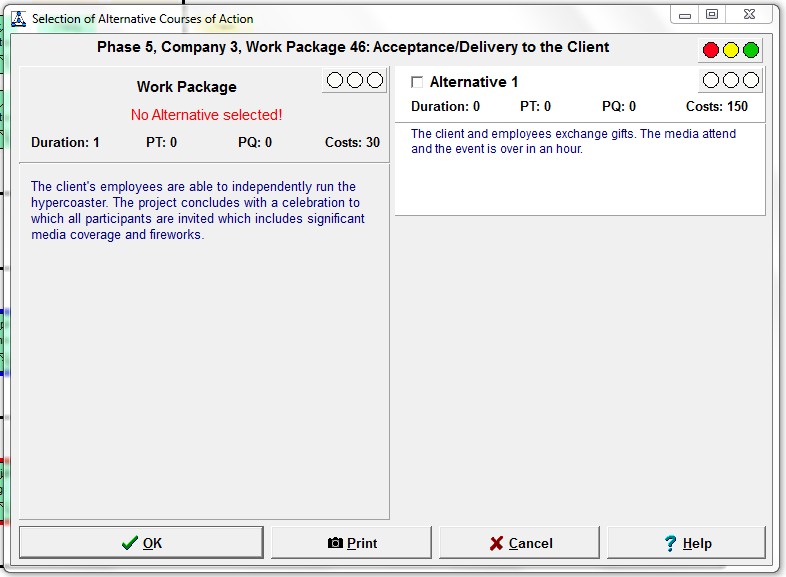 Selection of Alternative Courses of Action
Phase 5, Company 3, Work Package 46: Acceptance/Delivery to the Client
Work Package
No Alternative selected!
Duration: 1 PT: 0 PQ: 0 Costs: 30
The client's employees are able to independently run the
hypercoaster. The project concludes with a celebration to
which all participants are invited which includes significant
media coverage and fireworks.
Alternative 1
Duration: 0 PT: 0 PQ: 0 Costs: 150
The client and employees exchange gifts. The media attend
and the event is over in an hour.
OK
Print
Cancel
? Help